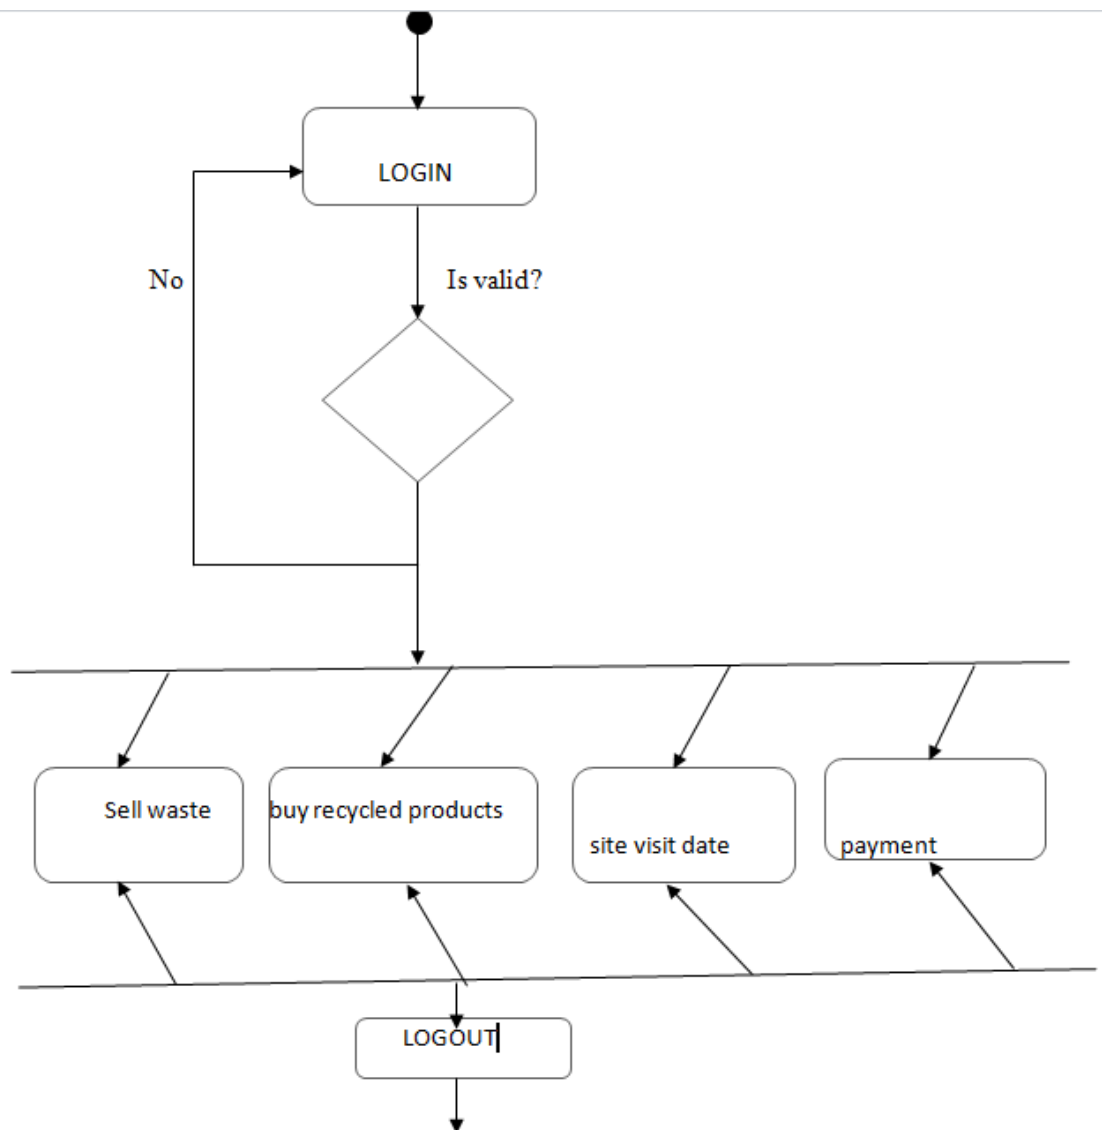 LOGIN
No
Is valid?
Sell waste
buy recycled products
site visit date
payment
LOGOUT